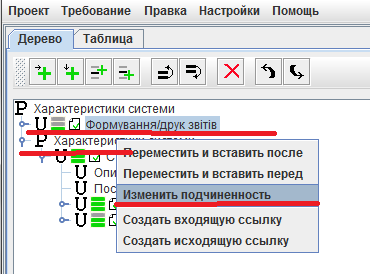 Проект Требование Правка Настройки Помощь
Дерево Таблица
P Характеристики системи
U Формування/друк звітів
P
U
U Опи
U Пос
U
U
Переместить и вставить после
Переместить и вставить перед
Изменить подчиненность
Создать входящую ссылку
Создать исходящую ссылку